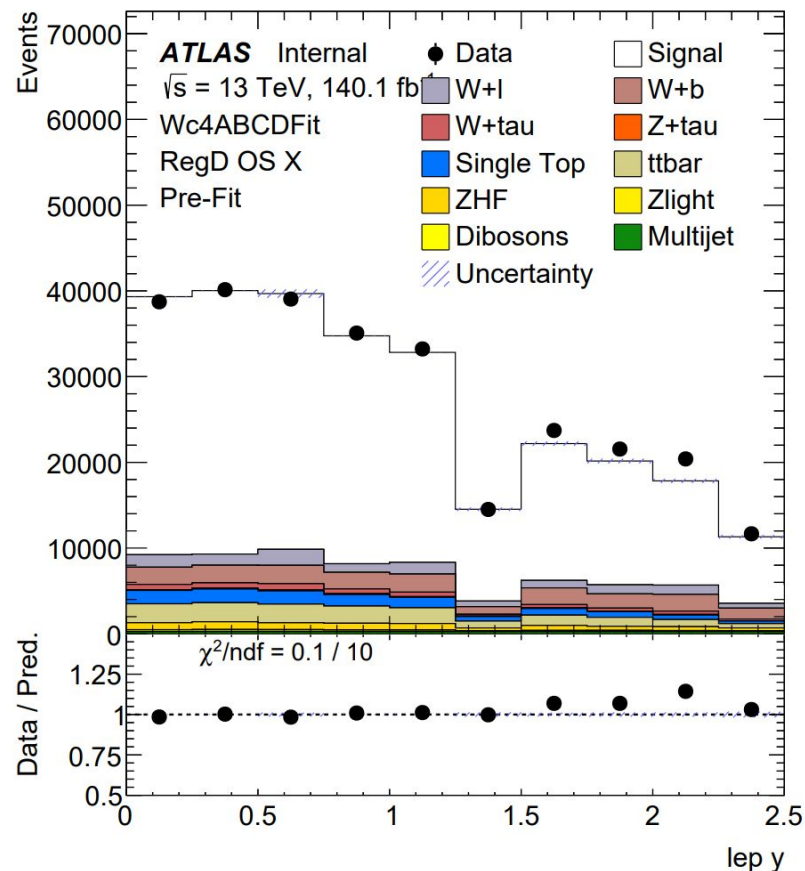 Events
70000
60000
50000
40000
30000
20000
10000
0
ATLAS Internal
√s = 13 TeV, 140.1 fb⁻¹
Wc4ABCDFit
RegD OS X
Pre-Fit
Data
Signal
W+l
W+b
W+tau
Z+tau
Single Top
ttbar
ZHF
Zlight
Dibosons
Multijet
Uncertainty
Data / Pred.
χ²/ndf = 0.1 / 10
1.25
1
0.75
0.5
0 0.5 1 1.5 2 2.5
lep y